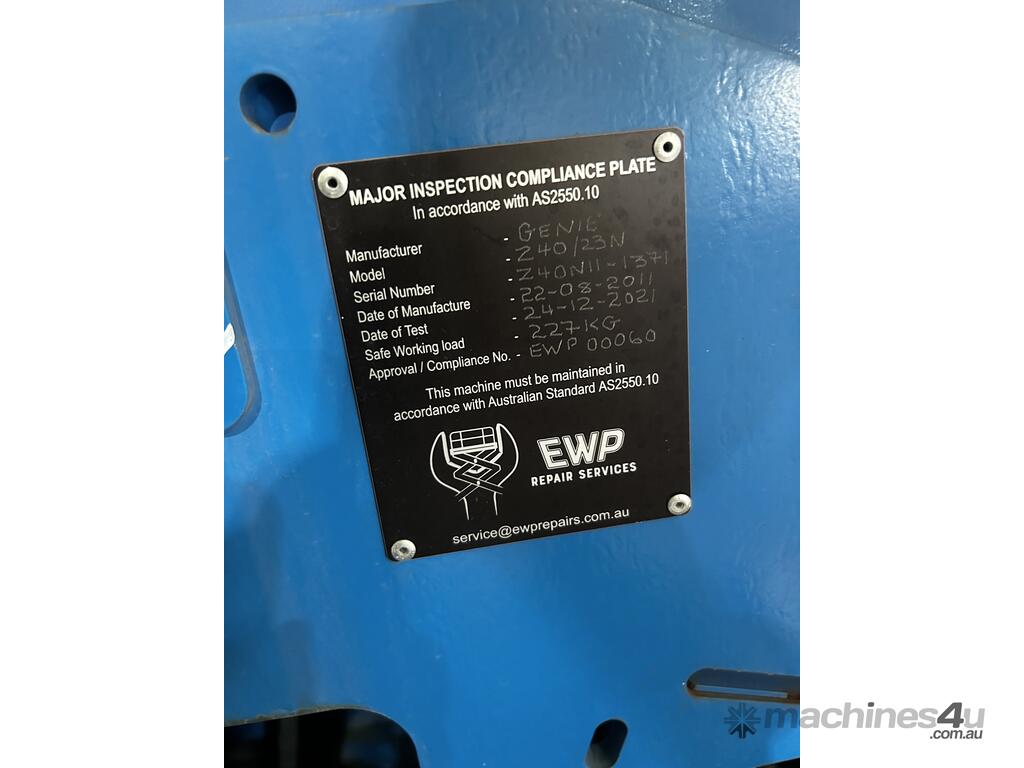 MAJOR INSPECTION COMPLIANCE PLATE
In accordance with AS2550.10
Manufacturer - GENIE
Model - Z40/23N
Serial Number - Z40N11-1371
Date of Manufacture - 22-08-2011
Date of Test - 24-12-2021
Safe Working load - 227KG
Approval / Compliance No. - EWP 00060
This machine must be maintained in
accordance with Australian Standard AS2550.10
EWP
REPAIR SERVICES
service@ewprepairs.com.au
machines4u
.com.au